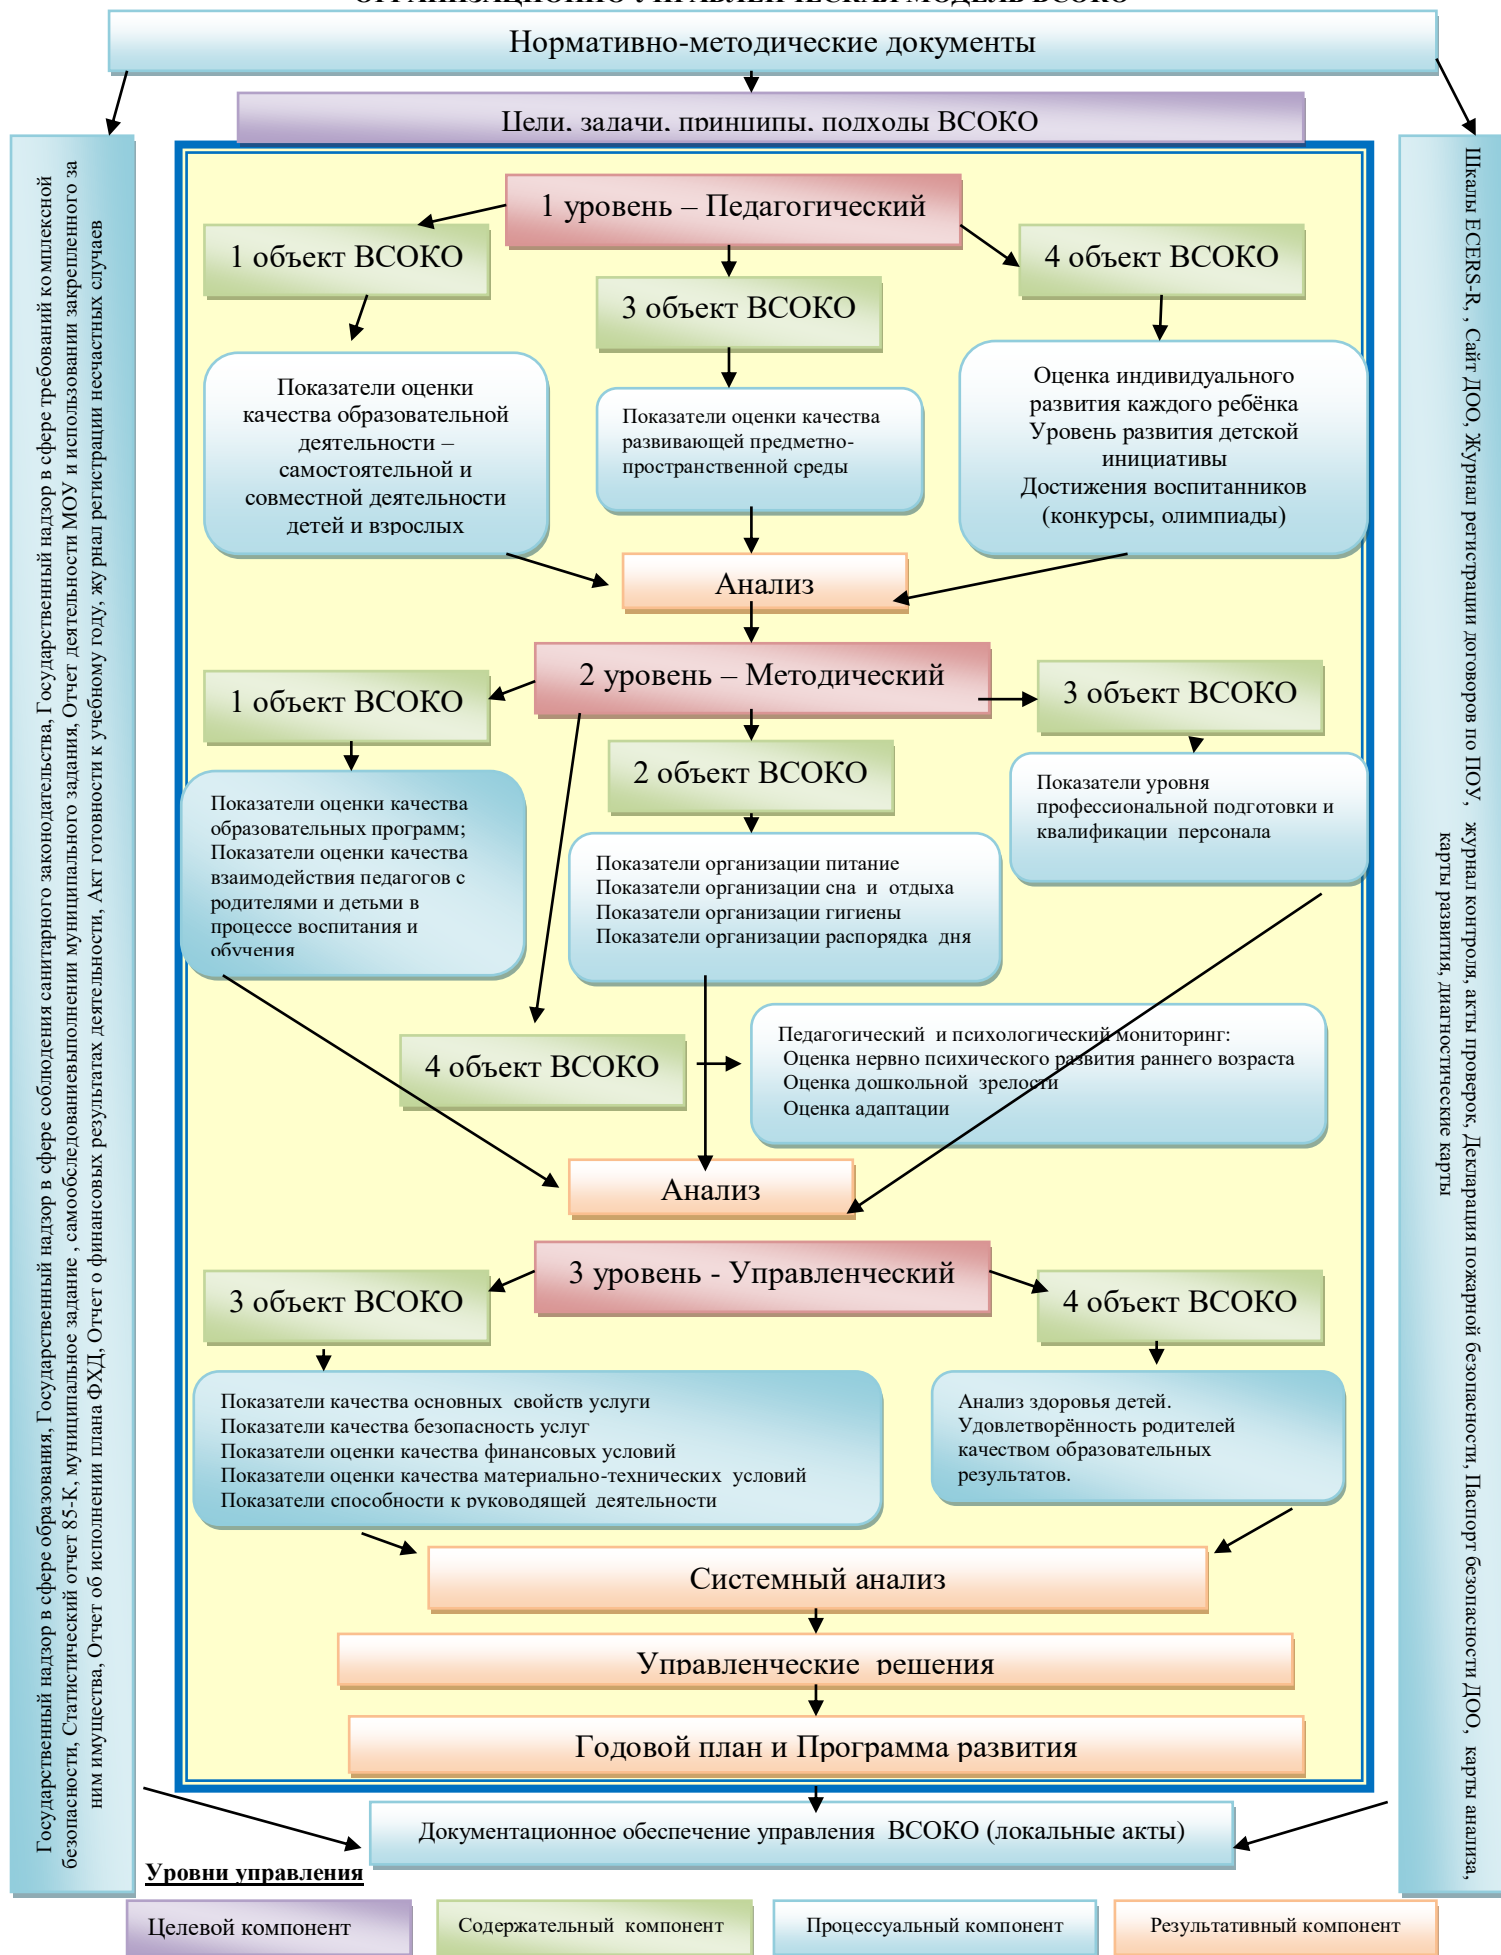 ОРГАНИЗАЦИОННО-УПРАВЛЕНЧЕСКАЯ МОДЕЛЬ ВСОКО
Нормативно-методические документы
Цели, задачи, принципы, подходы ВСОКО
Государственный надзор в сфере образования, Государственный надзор в сфере соблюдения санитарного законодательства, Государственный надзор в сфере требований комплексной
безопасности, Статистический отчет 85-К, муниципальное задание , самообследованиевыполнении муниципального задания, Отчет деятельности МОУ и использовании закрепленного за
ним имущества, Отчет об исполнении плана ФХД, Отчет о финансовых результатах деятельности, Акт готовности к учебному году, журнал регистрации несчастных случаев
1 уровень – Педагогический
1 объект ВСОКО
3 объект ВСОКО
4 объект ВСОКО
Показатели оценки
качества образовательной
деятельности –
самостоятельной и
совместной деятельности
детей и взрослых
Показатели оценки качества
развивающей предметно-
пространственной среды
Оценка индивидуального
развития каждого ребёнка
Уровень развития детской
инициативы
Достижения воспитанников
(конкурсы, олимпиады)
Анализ
2 уровень – Методический
1 объект ВСОКО
2 объект ВСОКО
3 объект ВСОКО
Показатели оценки качества
образовательных программ;
Показатели оценки качества
взаимодействия педагогов с
родителями и детьми в
процессе воспитания и
обучения
Показатели организации питание
Показатели организации сна и отдыха
Показатели организации гигиены
Показатели организации распорядка дня
Показатели уровня
профессиональной подготовки и
квалификации персонала
4 объект ВСОКО
Педагогический и психологический мониторинг:
Оценка нервно психического развития раннего возраста
Оценка дошкольной зрелости
Оценка адаптации
Анализ
3 уровень - Управленческий
3 объект ВСОКО
4 объект ВСОКО
Показатели качества основных свойств услуги
Показатели качества безопасность услуг
Показатели оценки качества финансовых условий
Показатели оценки качества материально-технических условий
Показатели способности к руководящей деятельности
Анализ здоровья детей.
Удовлетворённость родителей
качеством образовательных
результатов.
Системный анализ
Управленческие решения
Годовой план и Программа развития
Документационное обеспечение управления ВСОКО (локальные акты)
Шкалы ECERS-R, , Сайт ДОО, Журнал регистрации договоров по ПОУ, журнал контроля, акты проверок, Декларация пожарной безопасности, Паспорт безопасности ДОО, карты анализа,
карты развития, диагностические карты
Уровни управления
Целевой компонент
Содержательный компонент
Процессуальный компонент
Результативный компонент